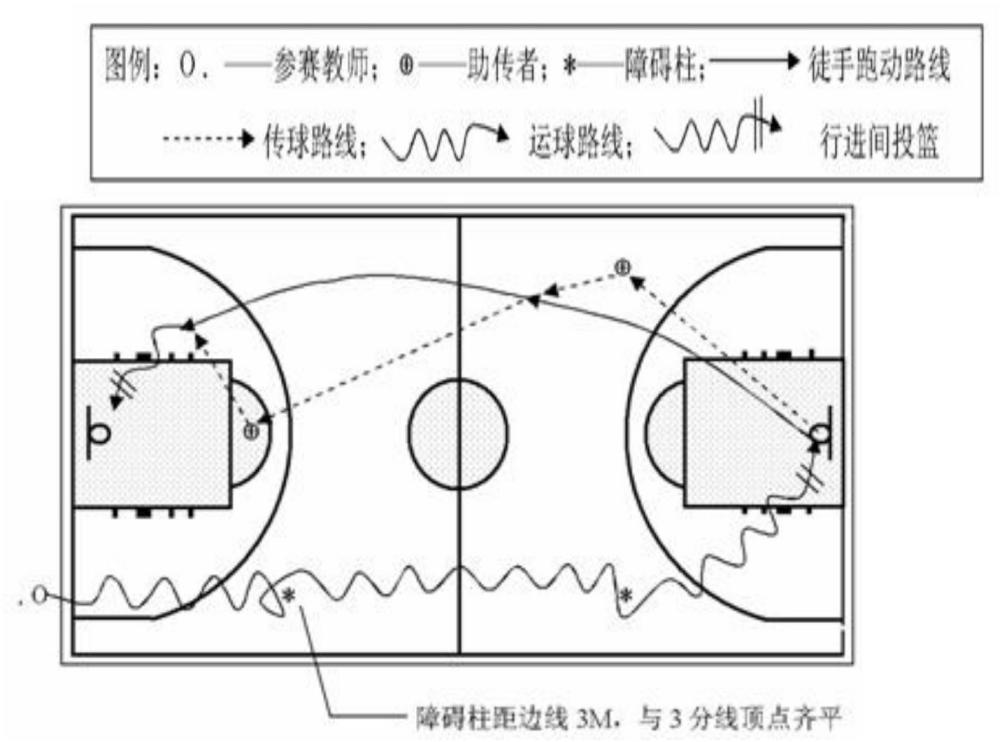 图例：O．——参赛教师；⊕——助传者；*——障碍柱；——→徒手跑动路线
传球路线； 运球路线； 行进间投篮
障碍柱距边线 3M，与 3 分线顶点齐平